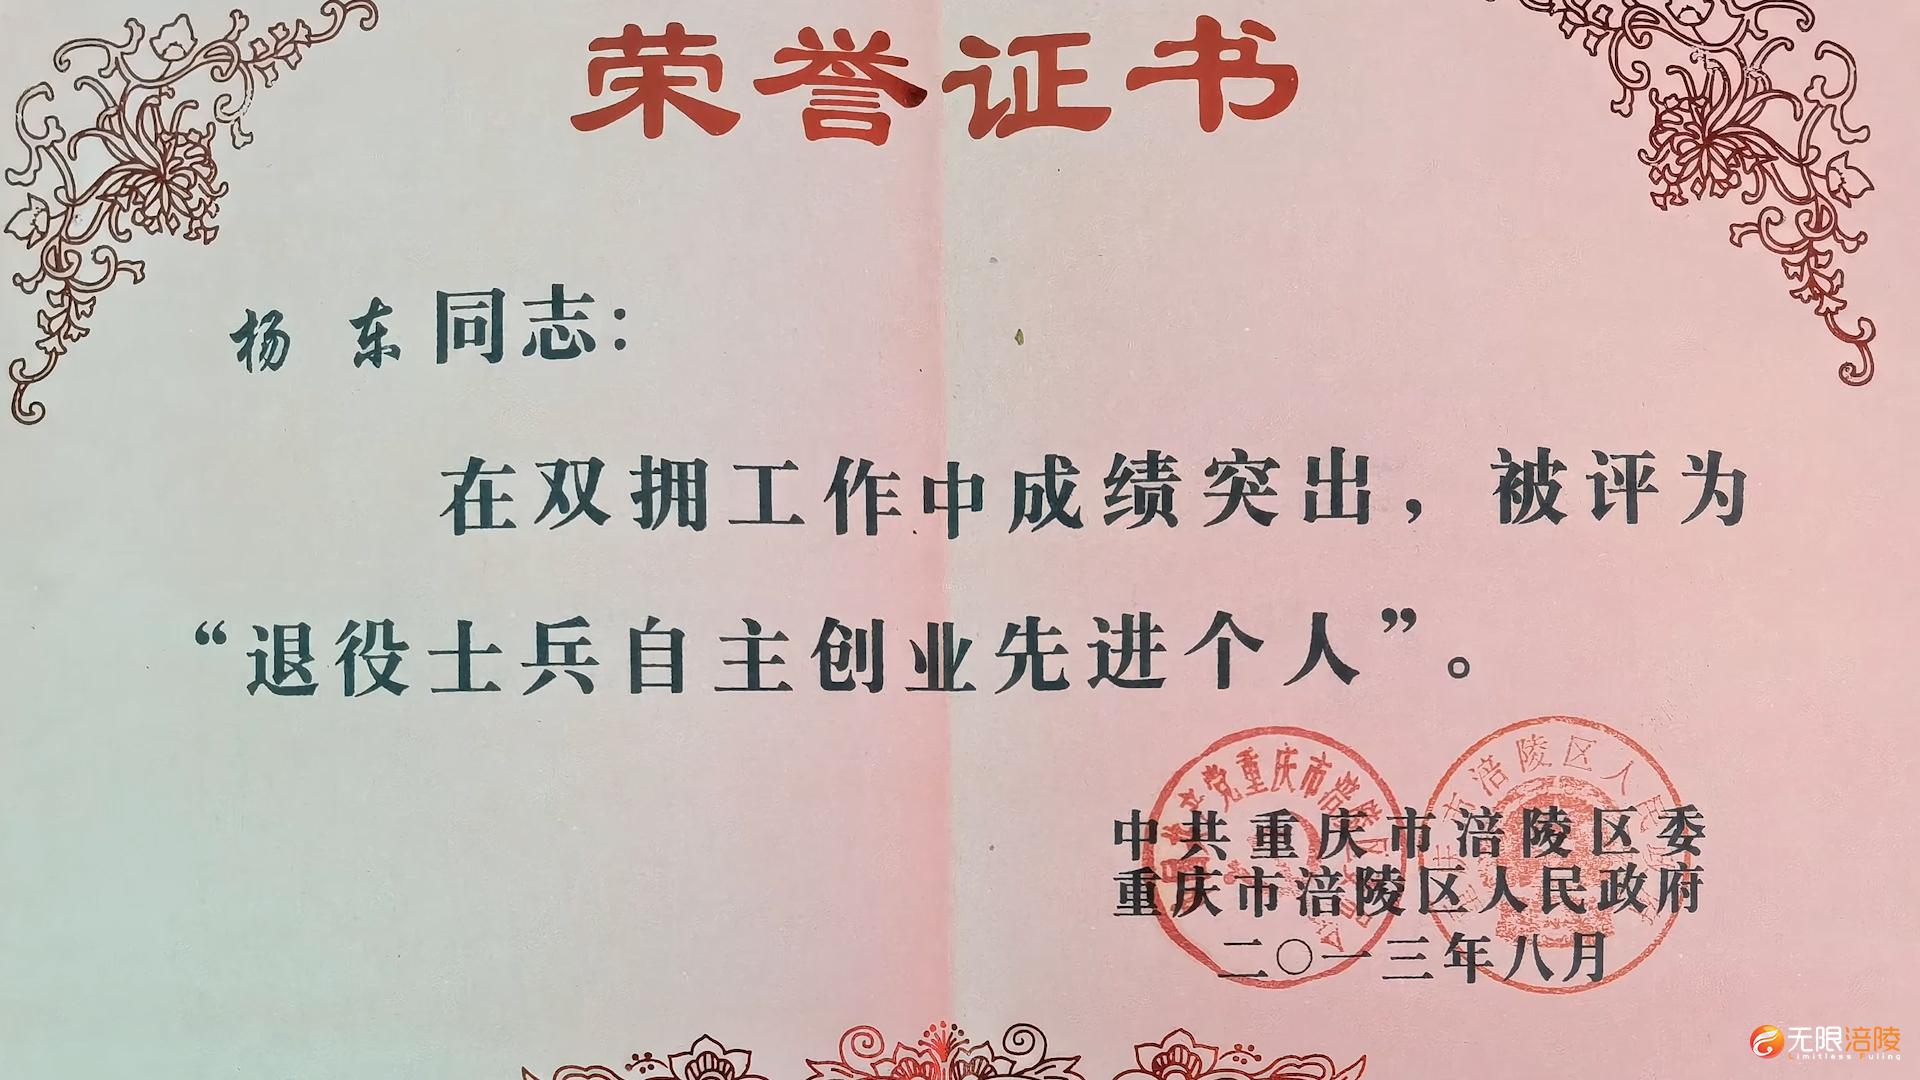 荣誉证书
杨 东同志：
在双拥工作中成绩突出，被评为
“退役士兵自主创业先进个人”。
中共重庆市涪陵区委
重庆市涪陵区人民政府
二〇一三年八月
无限涪陵
Limitless Fuling